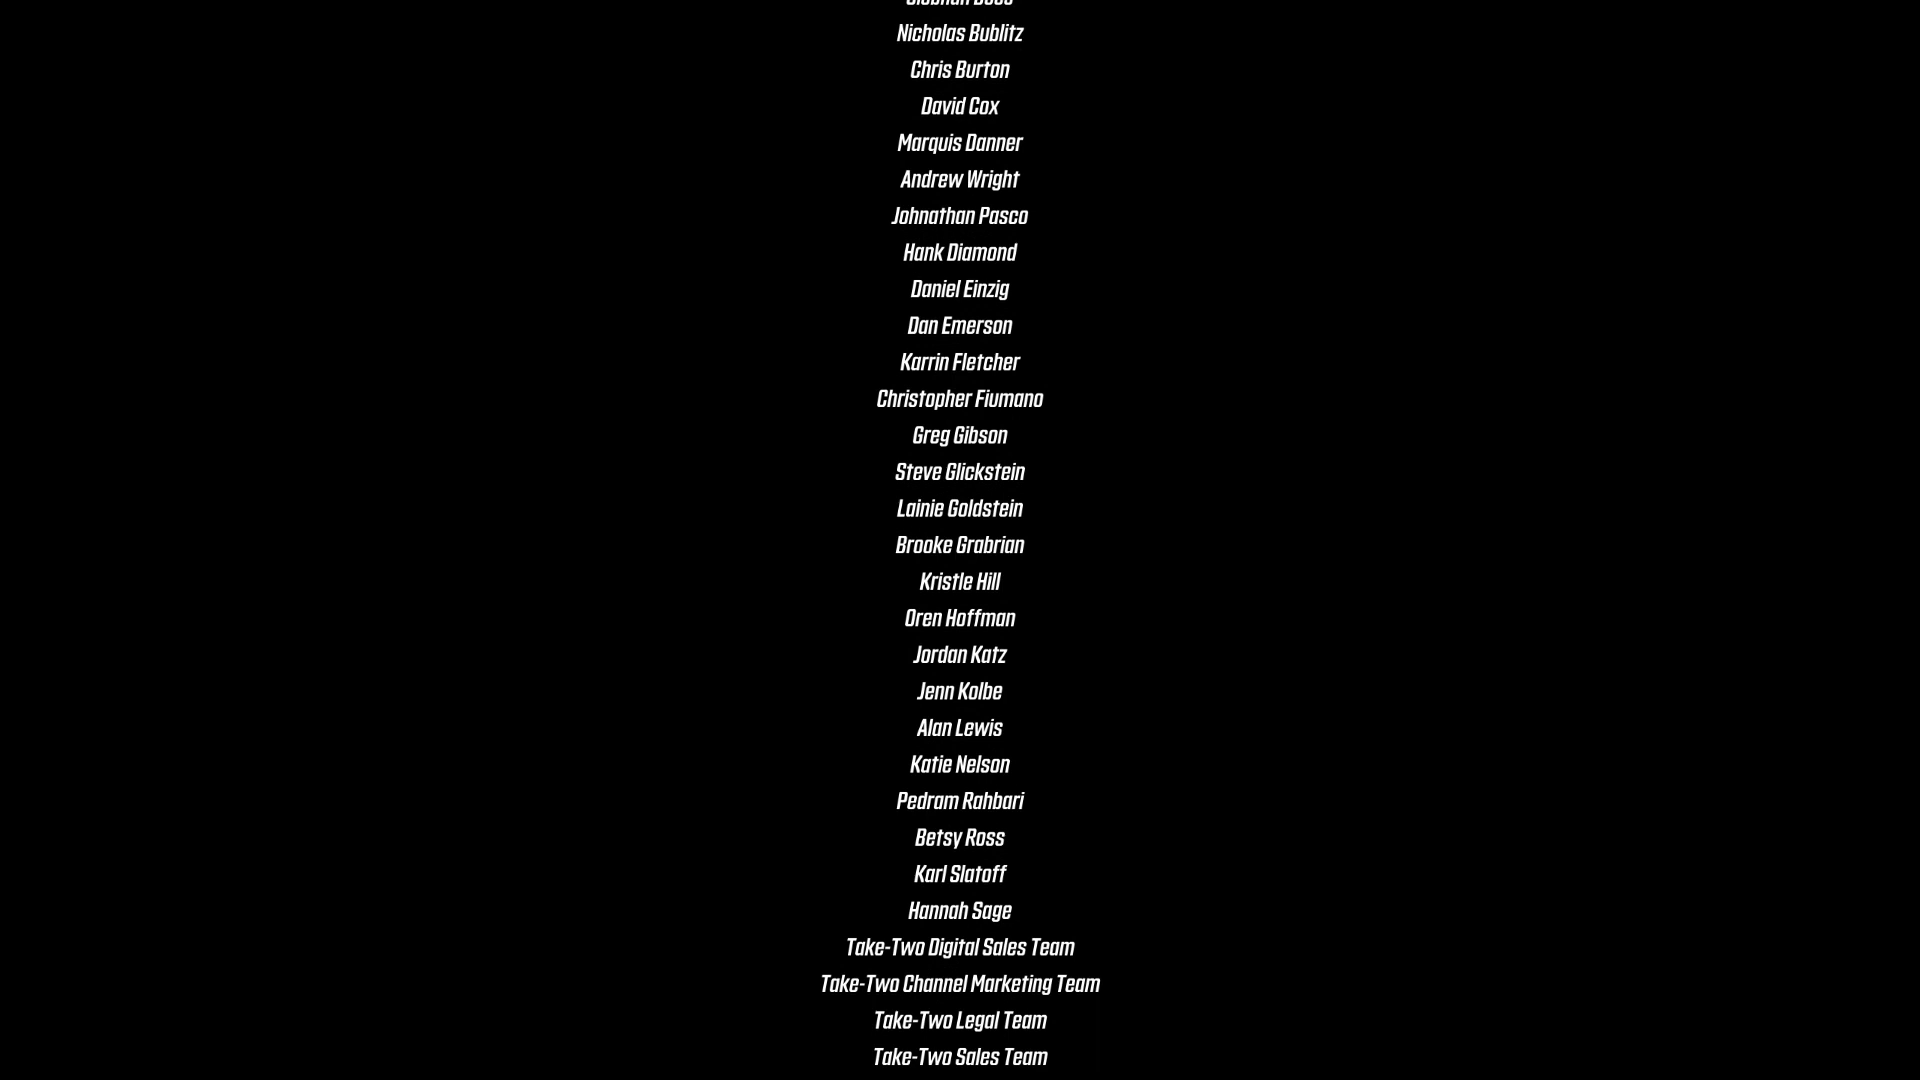 Nicholas Bublitz
Chris Burton
David Cox
Marquis Danner
Andrew Wright
Johnathan Pasco
Hank Diamond
Daniel Einzig
Dan Emerson
Karrin Fletcher
Christopher Fiumano
Greg Gibson
Steve Glickstein
Lainie Goldstein
Brooke Grabrian
Kristle Hill
Oren Hoffman
Jordan Katz
Jenn Kolbe
Alan Lewis
Katie Nelson
Pedram Rahbari
Betsy Ross
Karl Slatoff
Hannah Sage
Take-Two Digital Sales Team
Take-Two Channel Marketing Team
Take-Two Legal Team
Take-Two Sales Team